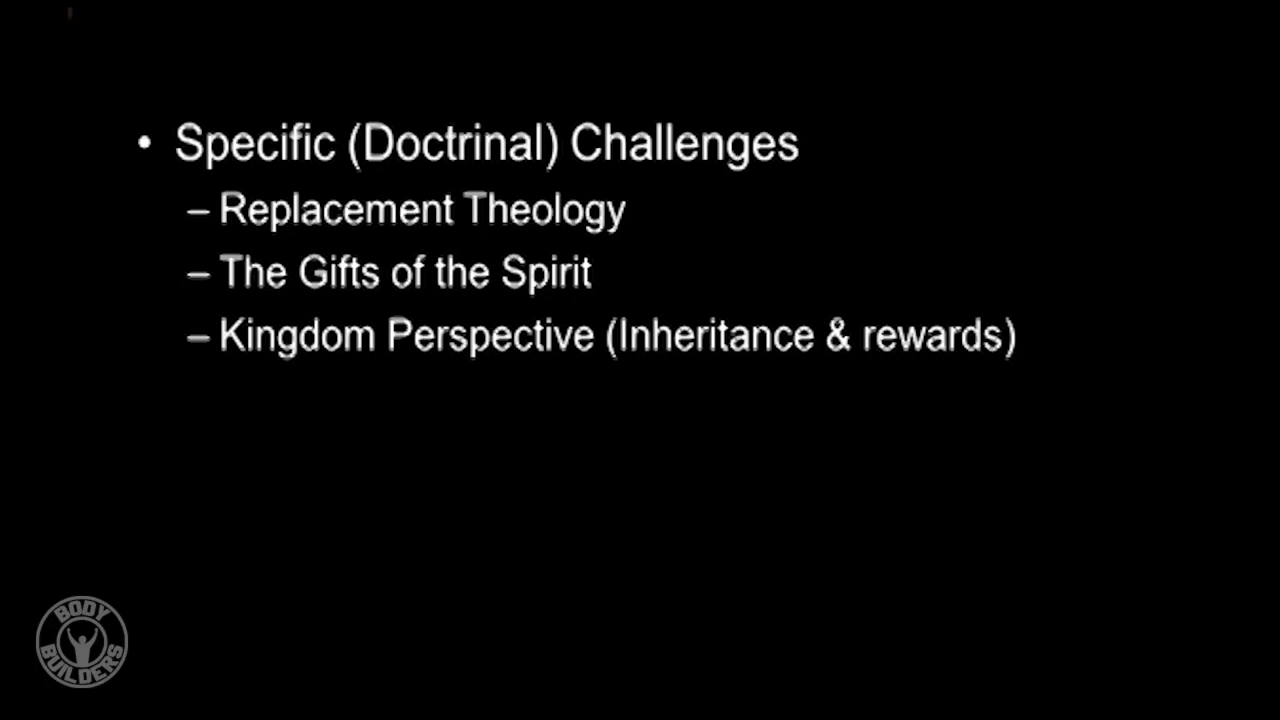 • Specific (Doctrinal) Challenges
– Replacement Theology
– The Gifts of the Spirit
– Kingdom Perspective (Inheritance & rewards)
BODY
BUILDERS